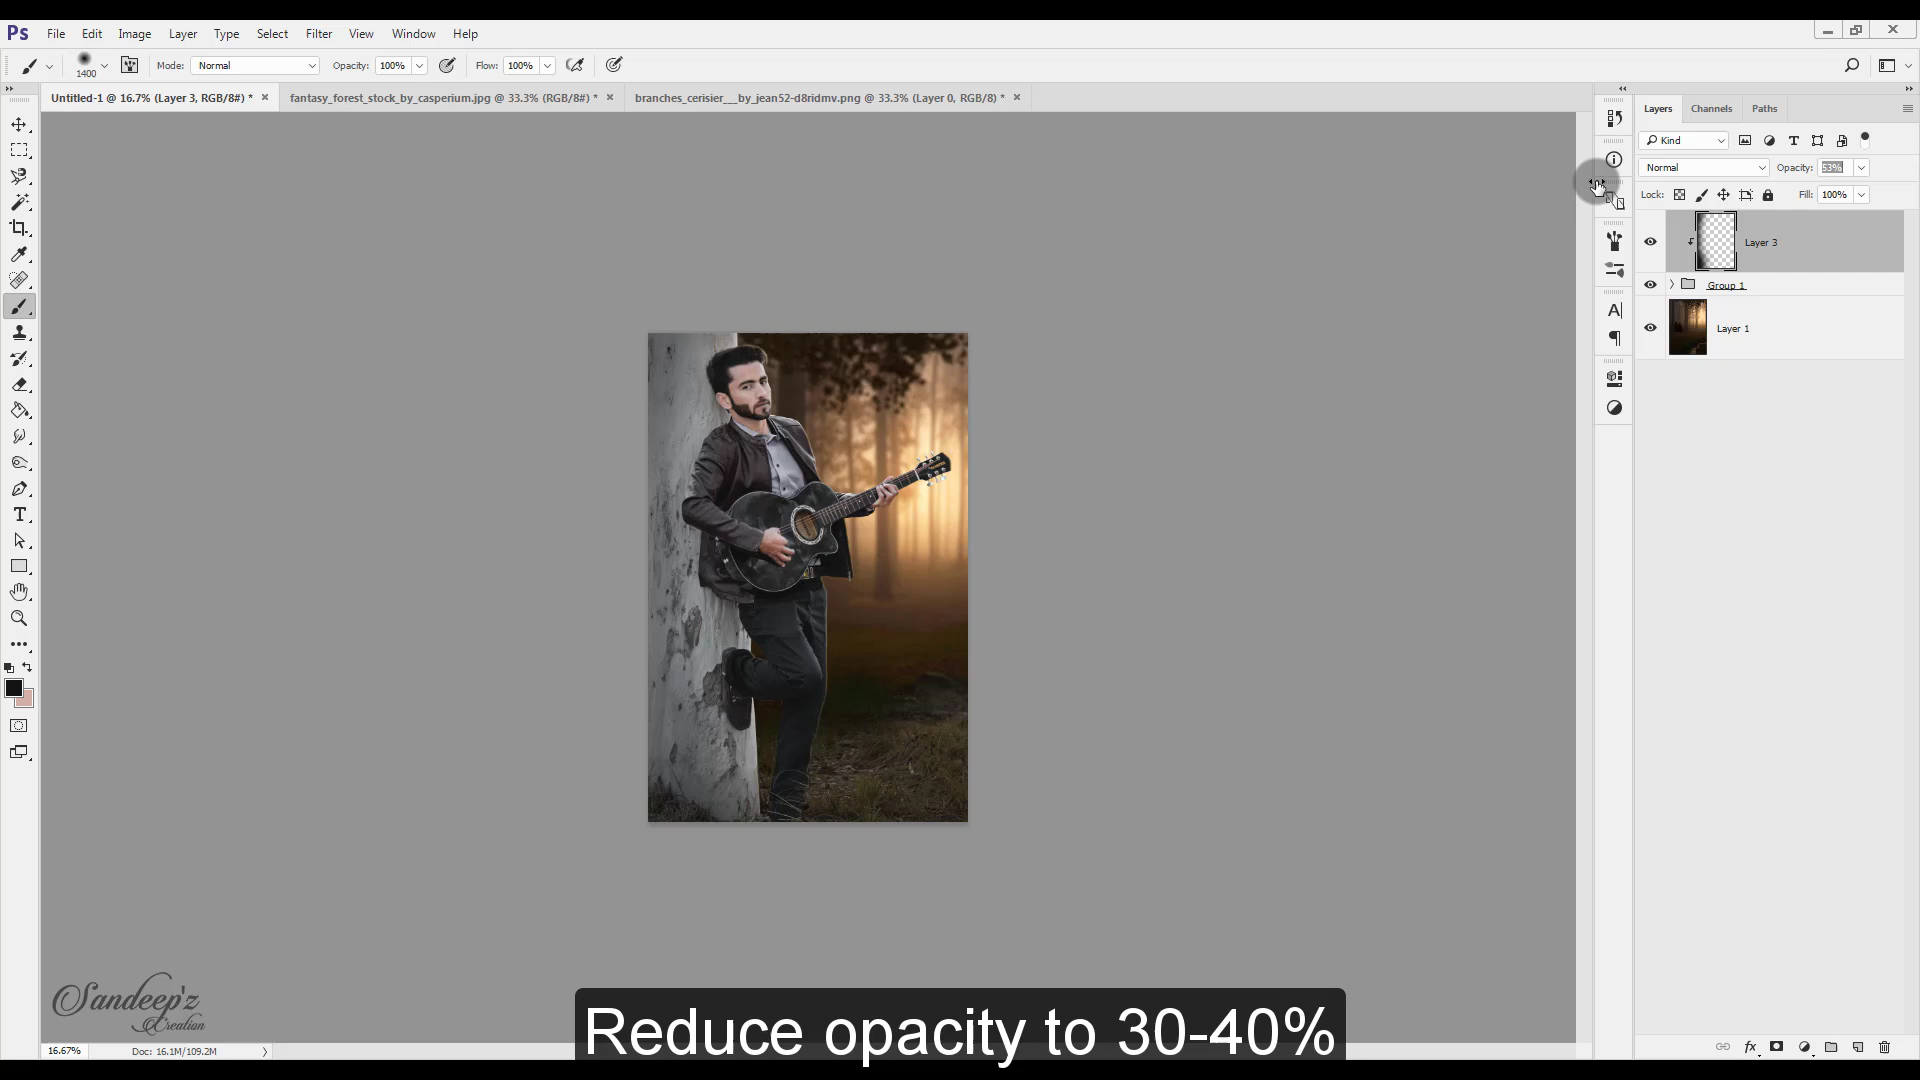 Ps File Edit Image Layer Type Select Filter View Window Help
1400 Mode: Normal Opacity: 100% Flow: 100%
Untitled-1 @ 16.7% (Layer 3, RGB/8#) * × fantasy_forest_stock_by_casperium.jpg @ 33.3% (RGB/8#) * × branches_cerisier___by_jean52-d8ridmv.png @ 33.3% (Layer 0, RGB/8) * ×
Layers Channels Paths
Kind
Normal Opacity: 53%
Lock: Fill: 100%
Layer 3
Group 1
Layer 1
Sandeep'z
Creation
Reduce opacity to 30-40%
16.67% Doc: 16.1M/109.2M